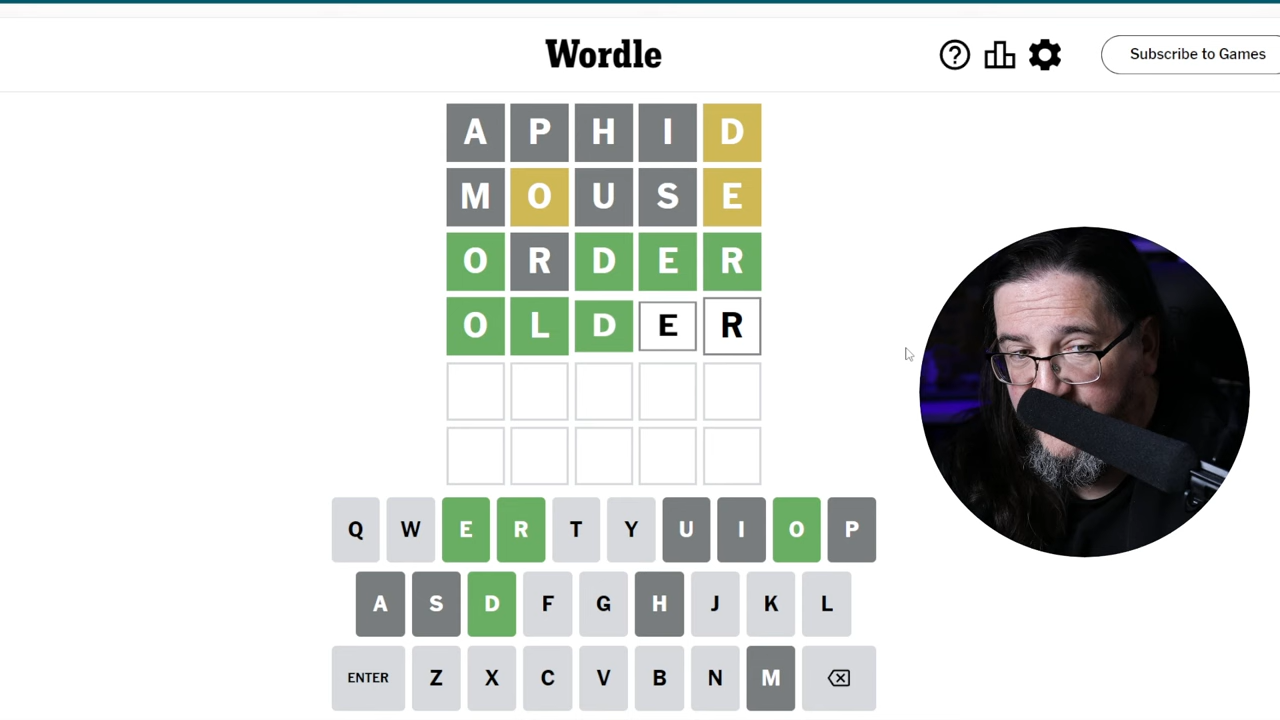 Wordle
Subscribe to Games
A P H I D
M O U S E
O R D E R
O L D E R
Q W E R T Y U I O P
A S D F G H J K L
ENTER Z X C V B N M